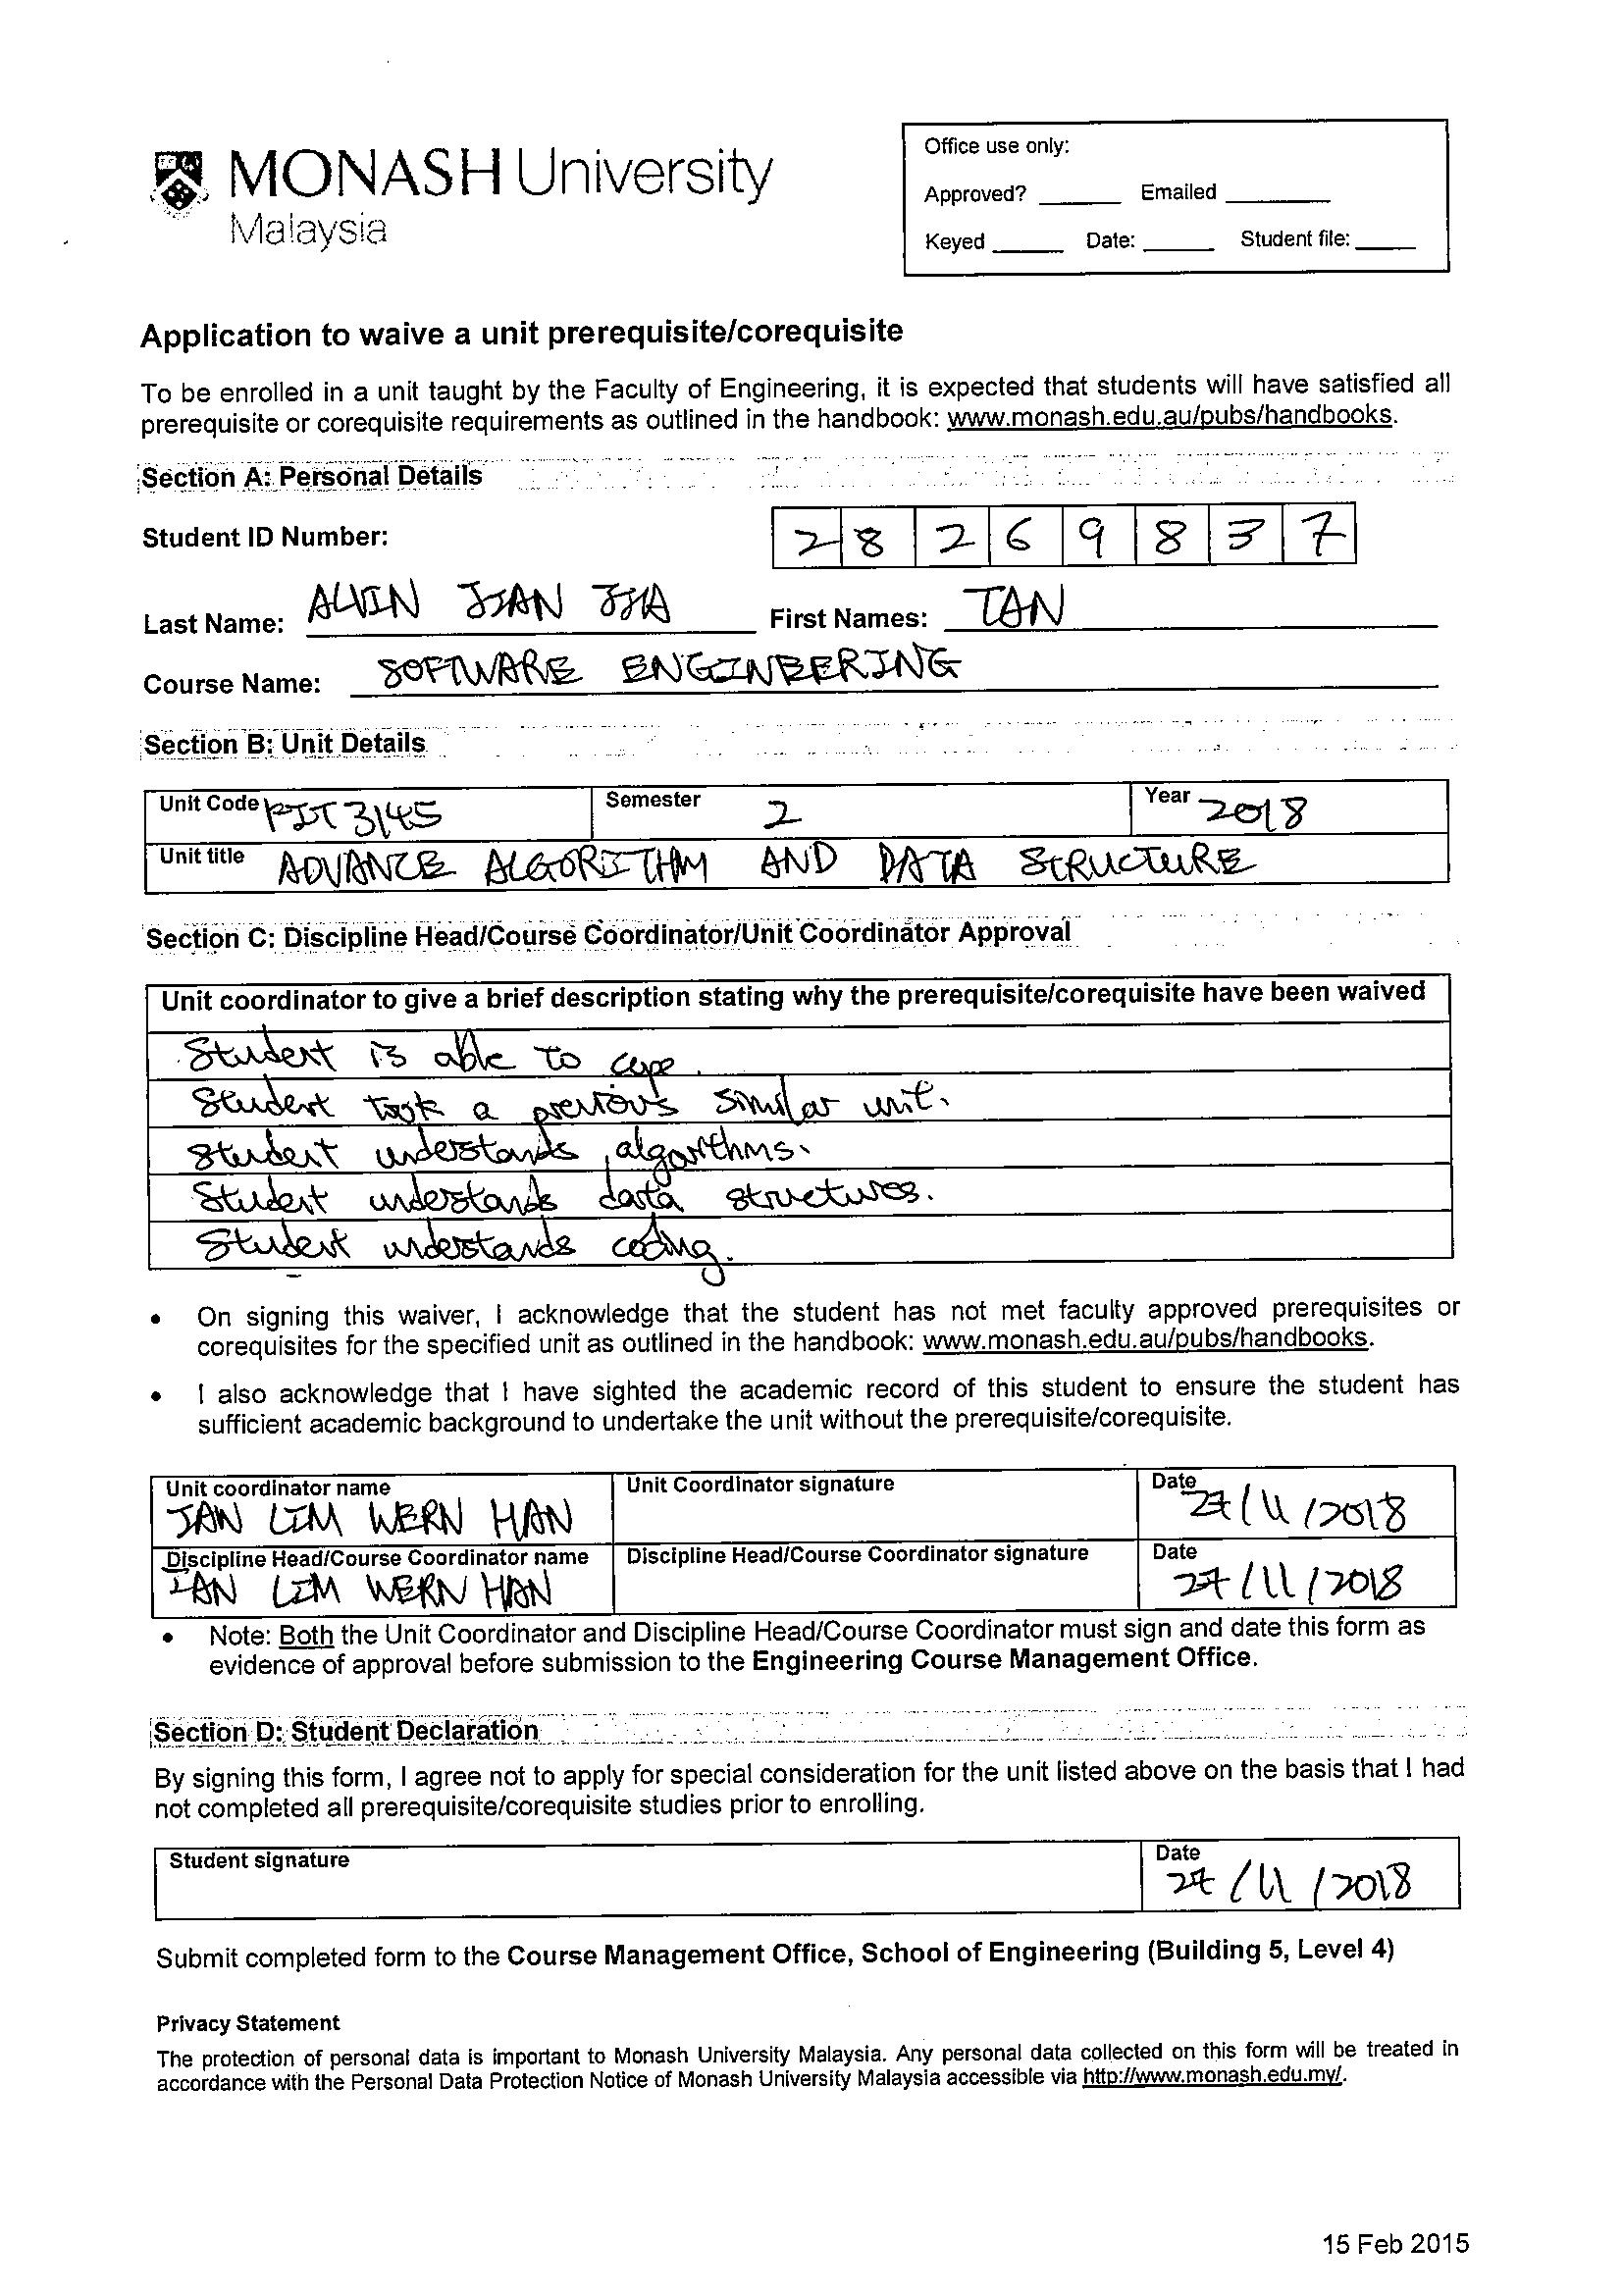 MONASH University
Malaysia
Office use only:
Approved? ______ Emailed ______
Keyed ______ Date: ______ Student file: ______
Application to waive a unit prerequisite/corequisite
To be enrolled in a unit taught by the Faculty of Engineering, it is expected that students will have satisfied all
prerequisite or corequisite requirements as outlined in the handbook: www.monash.edu.au/pubs/handbooks.
Section A: Personal Details
Student ID Number: 2 8 2 6 9 8 3 7
Last Name: ALVIN JIAN JIA First Names: TAN
Course Name: SOFTWARE ENGINEERING
Section B: Unit Details
Unit Code FIT 3145 Semester 2 Year 2018
Unit title ADVANCE ALGORITHM AND DATA STRUCTURE
Section C: Discipline Head/Course Coordinator/Unit Coordinator Approval
Unit coordinator to give a brief description stating why the prerequisite/corequisite have been waived
Student is able to cope.
Student took a previous similar unit.
Student understands algorithms.
Student understands data structures.
Student understands coding.
• On signing this waiver, I acknowledge that the student has not met faculty approved prerequisites or
corequisites for the specified unit as outlined in the handbook: www.monash.edu.au/pubs/handbooks.
• I also acknowledge that I have sighted the academic record of this student to ensure the student has
sufficient academic background to undertake the unit without the prerequisite/corequisite.
Unit coordinator name Unit Coordinator signature Date
IAN LIM WERN HAN 27/11/2018
Discipline Head/Course Coordinator name Discipline Head/Course Coordinator signature Date
IAN LIM WERN HAN 27/11/2018
• Note: Both the Unit Coordinator and Discipline Head/Course Coordinator must sign and date this form as
evidence of approval before submission to the Engineering Course Management Office.
Section D: Student Declaration
By signing this form, I agree not to apply for special consideration for the unit listed above on the basis that I had
not completed all prerequisite/corequisite studies prior to enrolling.
Student signature Date
27/11/2018
Submit completed form to the Course Management Office, School of Engineering (Building 5, Level 4)
Privacy Statement
The protection of personal data is important to Monash University Malaysia. Any personal data collected on this form will be treated in
accordance with the Personal Data Protection Notice of Monash University Malaysia accessible via http://www.monash.edu.my/.
15 Feb 2015